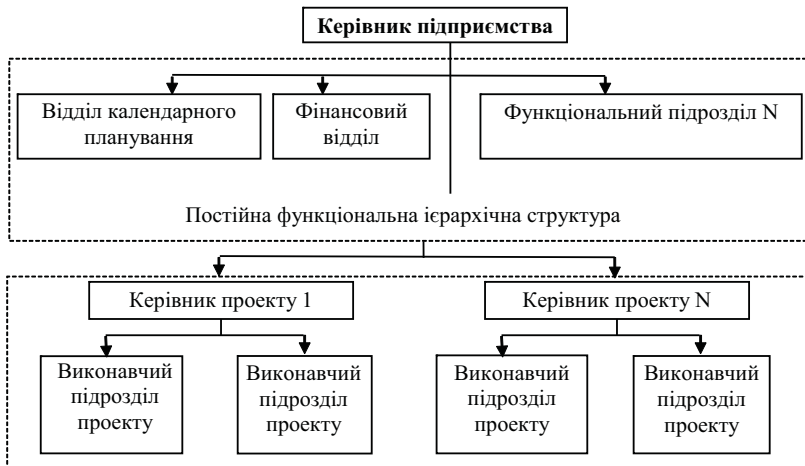 Керівник підприємства
Відділ календарного
планування
Фінансовий
відділ
Функціональний підрозділ N
Постійна функціональна ієрархічна структура
Керівник проекту 1
Керівник проекту N
Виконавчий
підрозділ
проекту
Виконавчий
підрозділ
проекту
Виконавчий
підрозділ
проекту
Виконавчий
підрозділ
проекту